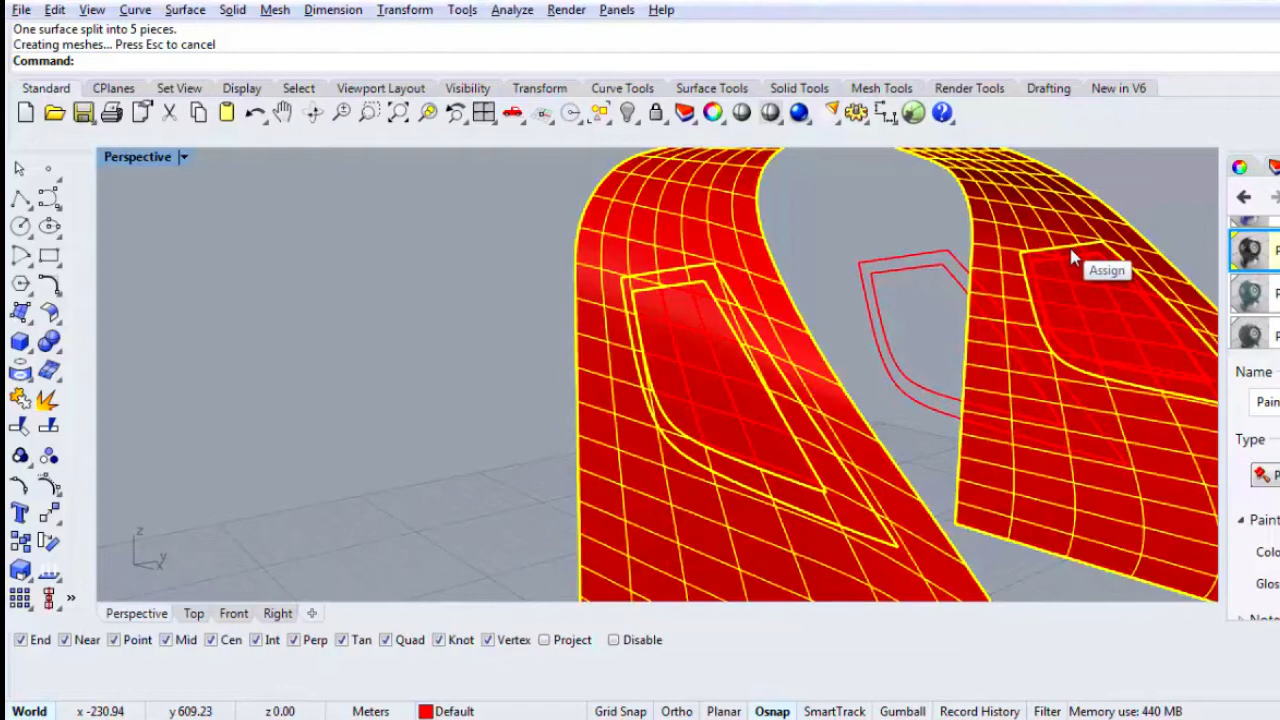 File Edit View Curve Surface Solid Mesh Dimension Transform Tools Analyze Render Panels Help
One surface split into 5 pieces.
Creating meshes... Press Esc to cancel
Command:
Standard CPlanes Set View Display Select Viewport Layout Visibility Transform Curve Tools Surface Tools Solid Tools Mesh Tools Render Tools Drafting New in V6
Perspective
Assign
Name
Pain
Type
Paint
Colo
Glos
z
y
x
Perspective Top Front Right
End Near Point Mid Cen Int Perp Tan Quad Knot Vertex Project Disable
World x -230.94 y 609.23 z 0.00 Meters Default Grid Snap Ortho Planar Osnap SmartTrack Gumball Record History Filter Memory use: 440 MB